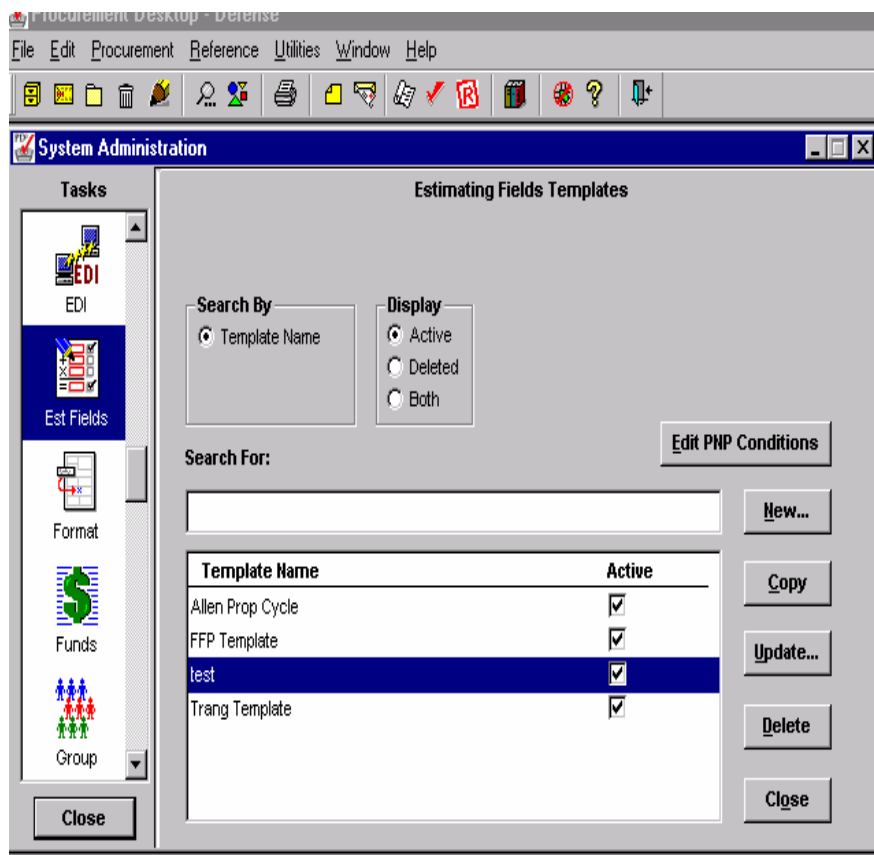 Procurement Desktop - Defense
File Edit Procurement Reference Utilities Window Help
System Administration
Tasks
EDI
EDI
Est Fields
Format
Funds
Group
Close
Estimating Fields Templates
Search By
Template Name
Display
Active
Deleted
Both
Edit PNP Conditions
Search For:
New...
Template Name Active
Allen Prop Cycle
FFP Template
test
Trang Template
Copy
Update...
Delete
Close